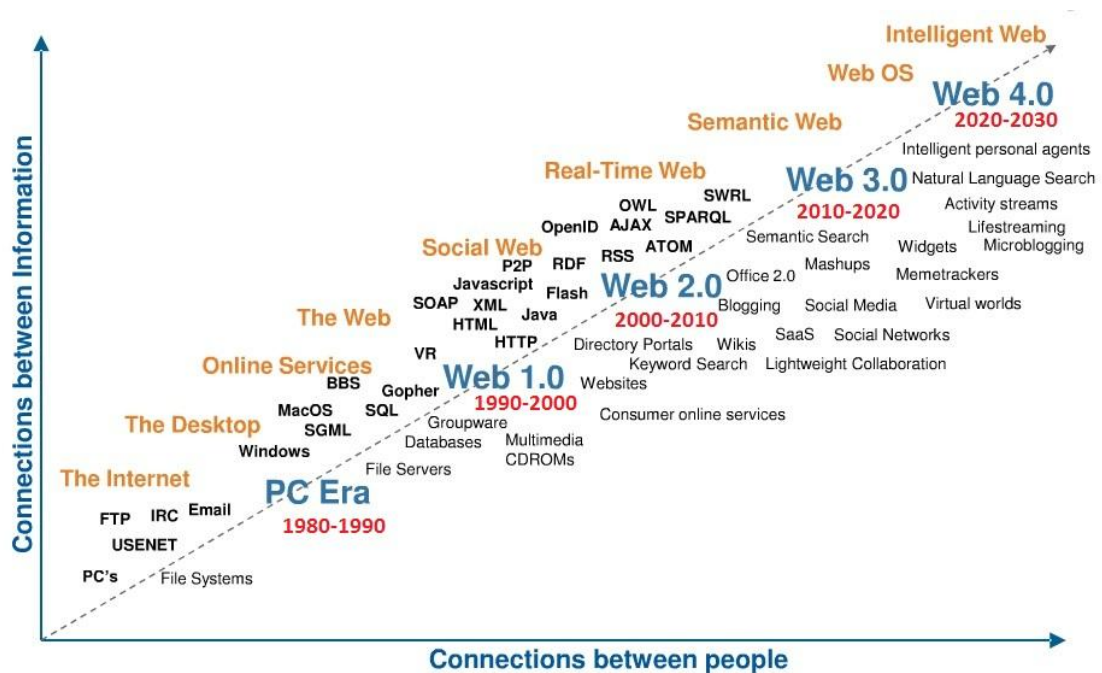 Intelligent Web
Web OS
Web 4.0
2020-2030
Semantic Web
Intelligent personal agents
Real-Time Web
Web 3.0
Natural Language Search
2010-2020
SWRL
OWL
SPARQL
Activity streams
OpenID
AJAX
Lifestreaming
Semantic Search
Widgets
Microblogging
Social Web
ATOM
RSS
P2P
RDF
Mashups
Memetrackers
Office 2.0
Javascript
Flash
Web 2.0
SOAP
XML
Blogging
Social Media
Virtual worlds
The Web
Java
2000-2010
HTML
SaaS
Social Networks
HTTP
Directory Portals
Wikis
VR
Keyword Search
Lightweight Collaboration
Online Services
BBS
Gopher
Web 1.0
Websites
1990-2000
MacOS
SQL
Consumer online services
The Desktop
SGML
Groupware
Databases
Multimedia
CDROMs
Windows
File Servers
The Internet
PC Era
1980-1990
FTP
IRC
Email
USENET
PC's
File Systems
Connections between Information
Connections between people